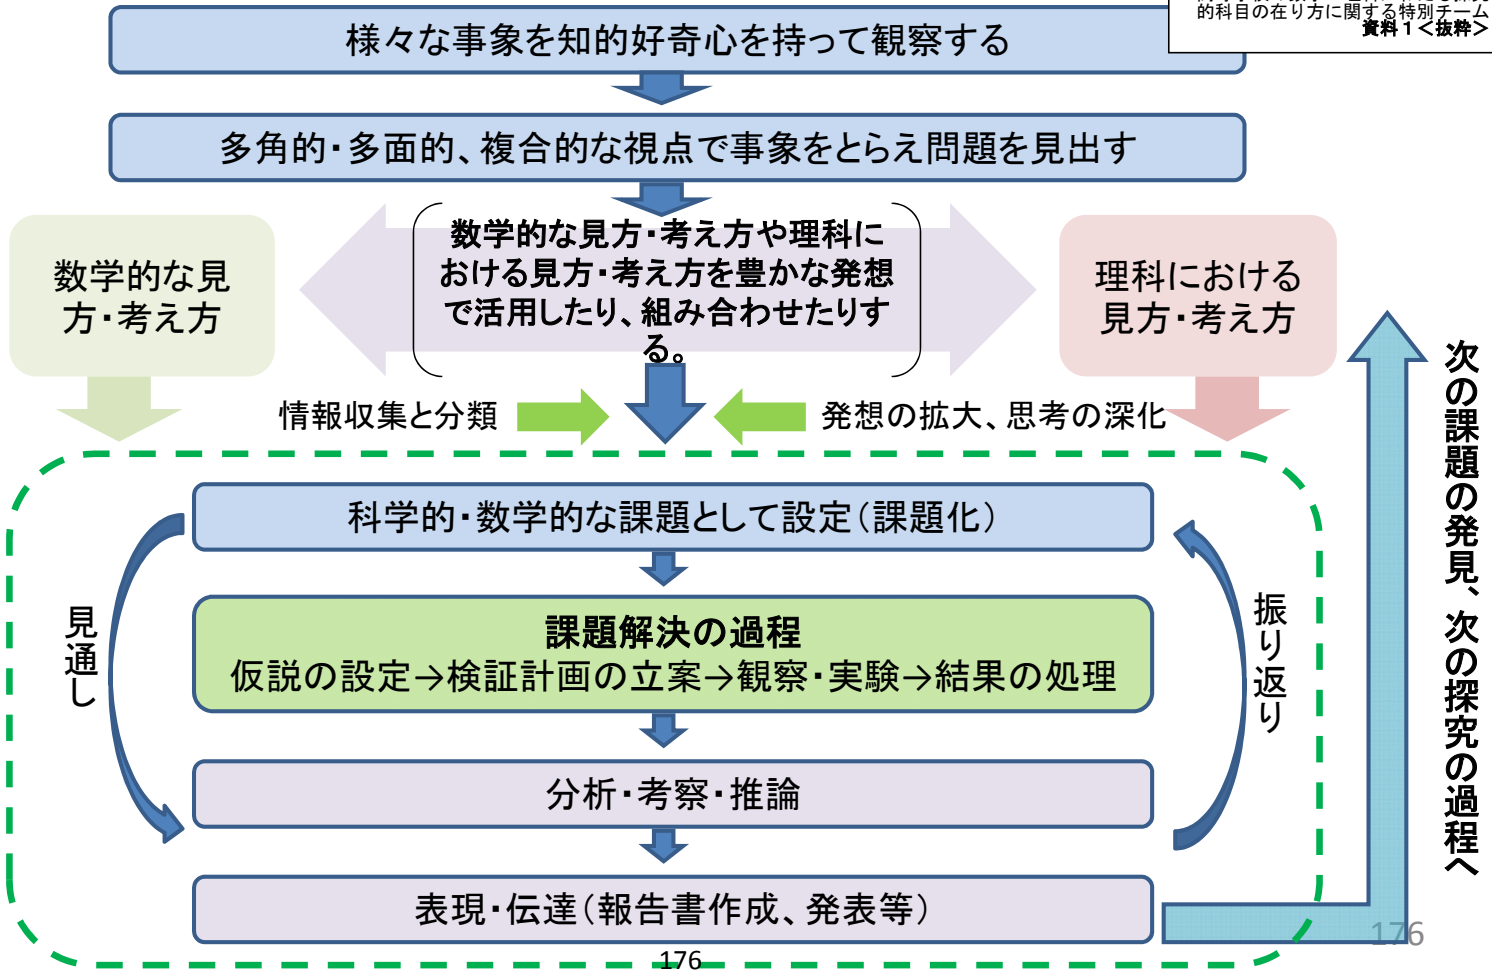 的科目の在り方に関する特別チーム
資料1<抜粋>
様々な事象を知的好奇心を持って観察する
多角的・多面的、複合的な視点で事象をとらえ問題を見出す
数学的な見
方・考え方
数学的な見方・考え方や理科に
おける見方・考え方を豊かな発想
で活用したり、組み合わせたりす
る。
理科における
見方・考え方
情報収集と分類
発想の拡大、思考の深化
科学的・数学的な課題として設定(課題化)
課題解決の過程
仮説の設定→検証計画の立案→観察・実験→結果の処理
分析・考察・推論
表現・伝達(報告書作成、発表等)
見通し
振り返り
次の課題の発見、次の探究の過程へ
176
176